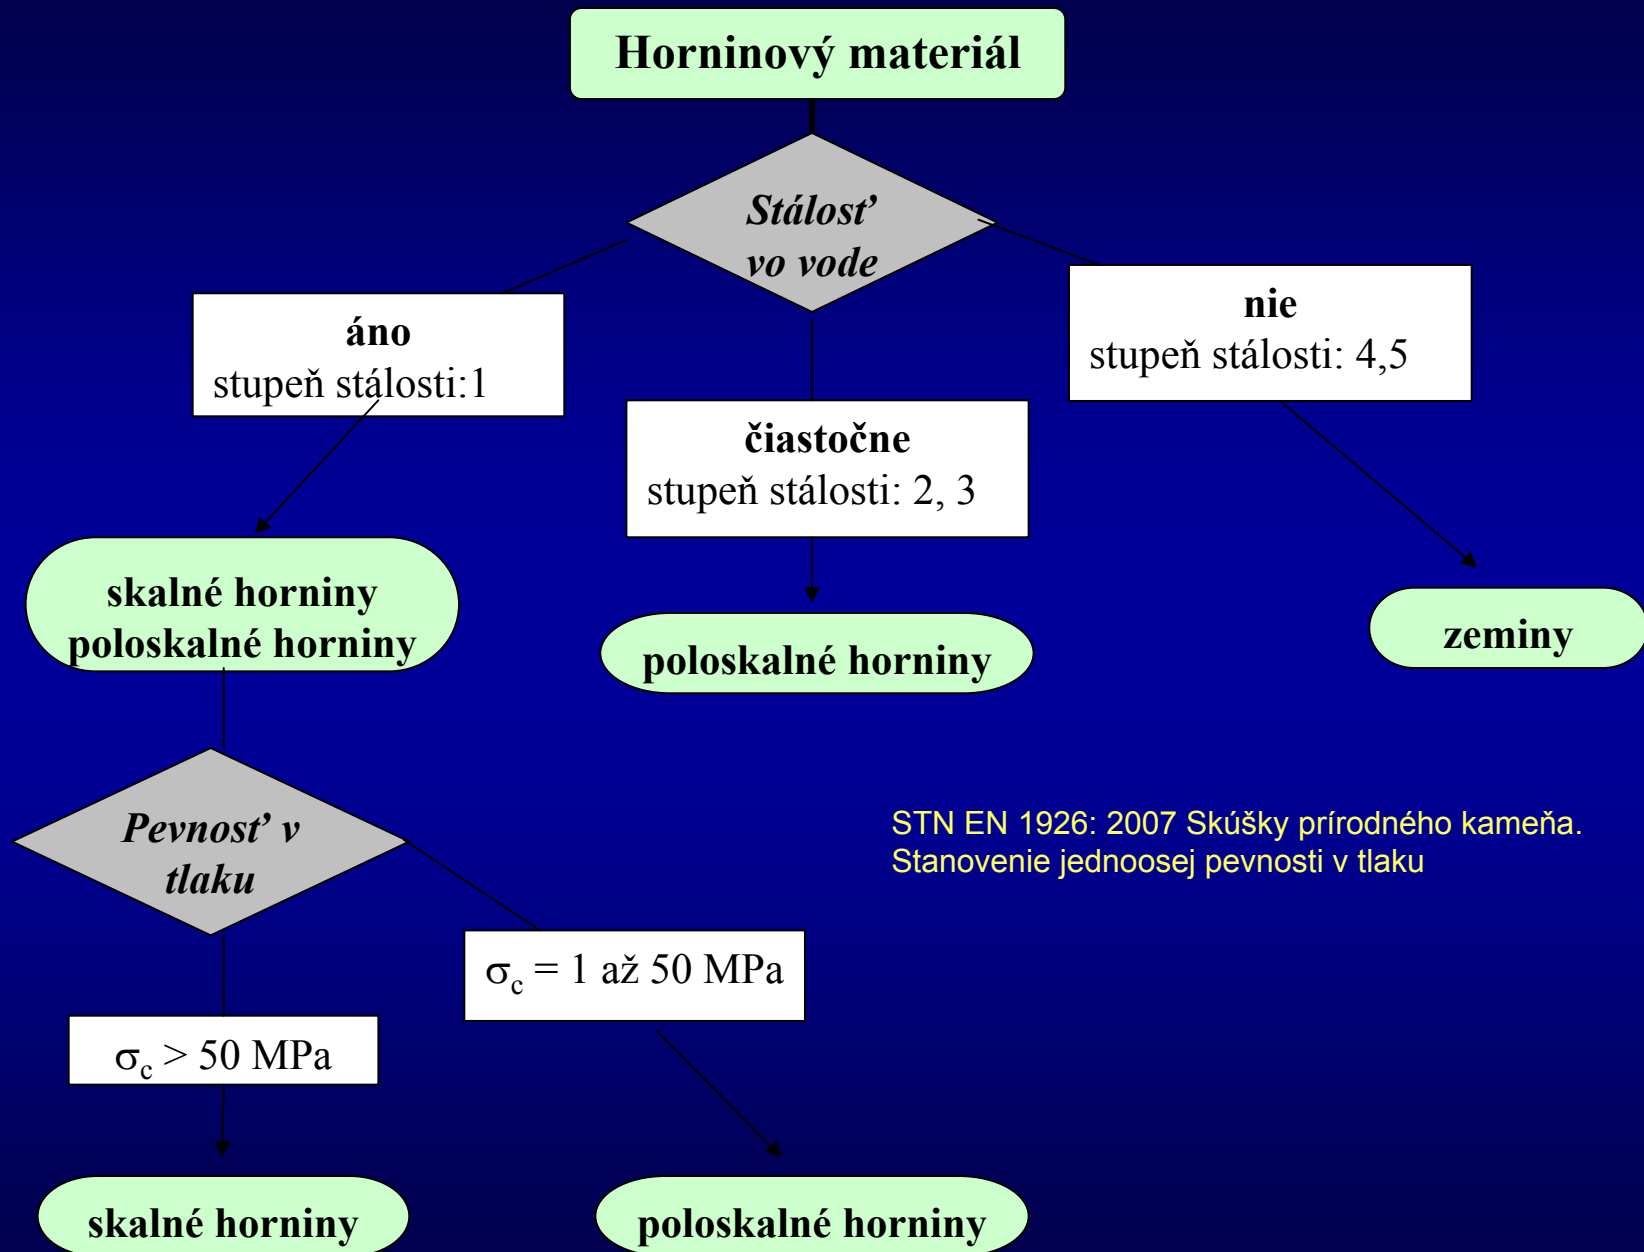 Horninový materiál
Stálosť
vo vode
áno
stupeň stálosti:1
nie
stupeň stálosti: 4,5
čiastočne
stupeň stálosti: 2, 3
skalné horniny
poloskalné horniny
poloskalné horniny
zeminy
Pevnosť v
tlaku
STN EN 1926: 2007 Skúšky prírodného kameňa.
Stanovenie jednoosej pevnosti v tlaku
σc = 1 až 50 MPa
σc > 50 MPa
skalné horniny
poloskalné horniny